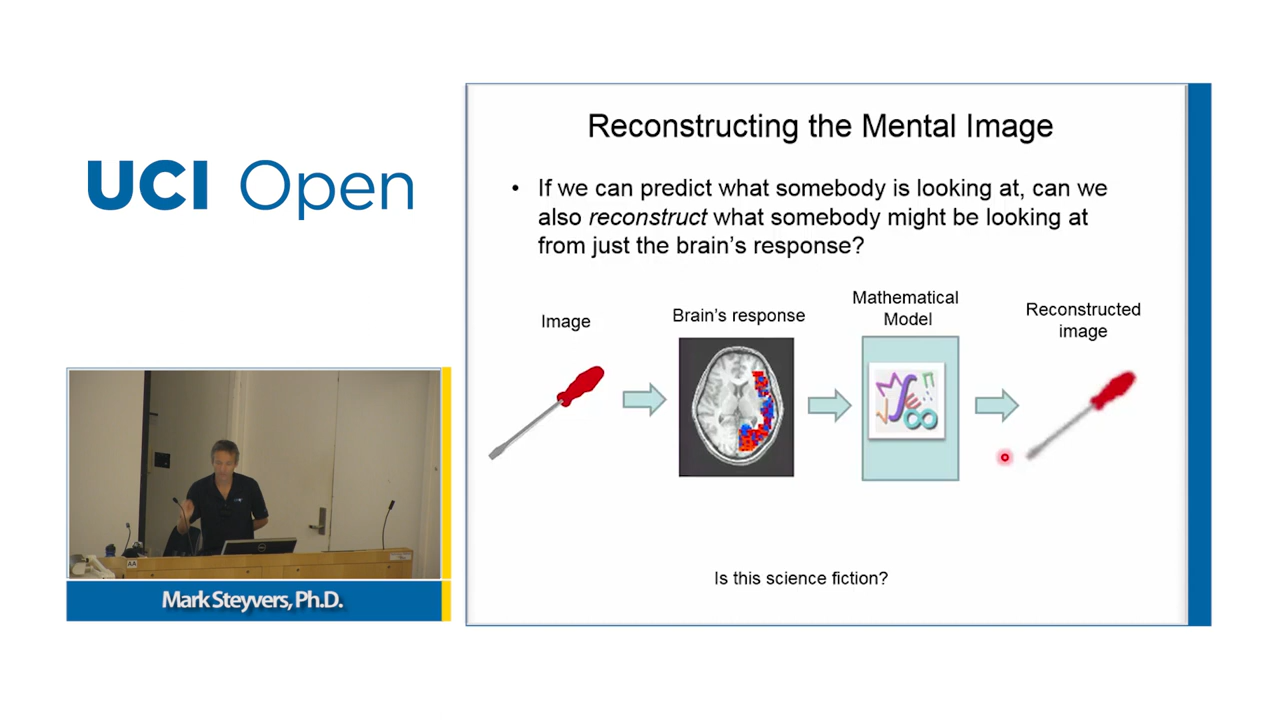 UCI Open
Reconstructing the Mental Image
• If we can predict what somebody is looking at, can we
also reconstruct what somebody might be looking at
from just the brain's response?
Image
Brain's response
Mathematical
Model
Reconstructed
image
Is this science fiction?
AA
Mark Steyvers, Ph.D.